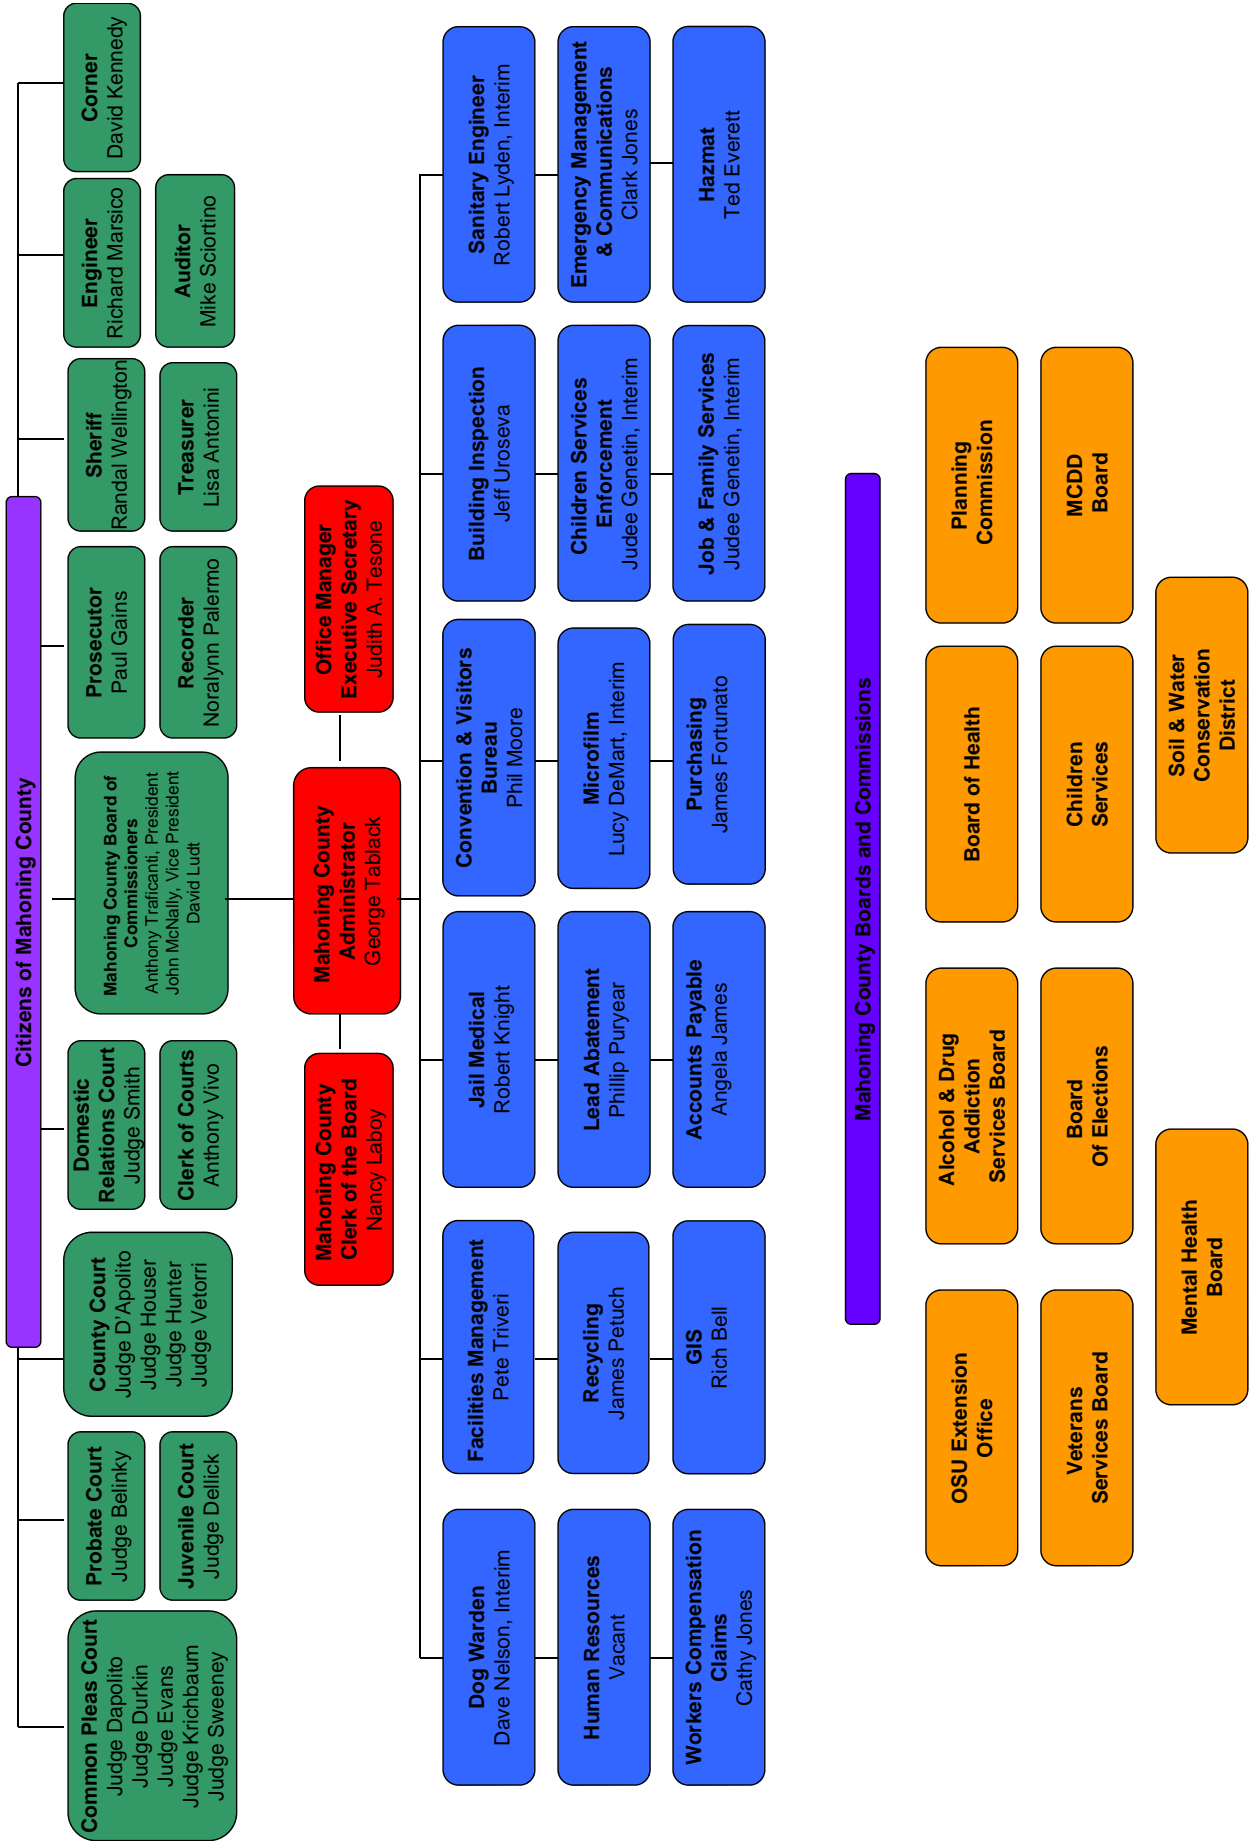 Citizens of Mahoning County
Common Pleas Court
Judge Dapolito
Judge Durkin
Judge Evans
Judge Krichbaum
Judge Sweeney
Probate Court
Judge Belinky
Juvenile Court
Judge Dellick
County Court
Judge D'Apolito
Judge Houser
Judge Hunter
Judge Vetorri
Domestic
Relations Court
Judge Smith
Clerk of Courts
Anthony Vivo
Mahoning County Board of
Commissioners
Anthony Traficanti, President
John McNally, Vice President
David Ludt
Prosecutor
Paul Gains
Recorder
Noralynn Palermo
Sheriff
Randal Wellington
Treasurer
Lisa Antonini
Engineer
Richard Marsico
Auditor
Mike Sciortino
Corner
David Kennedy
Mahoning County
Clerk of the Board
Nancy Laboy
Mahoning County
Administrator
George Tablack
Office Manager
Executive Secretary
Judith A. Tesone
Dog Warden
Dave Nelson, Interim
Facilities Management
Pete Triveri
Jail Medical
Robert Knight
Convention & Visitors
Bureau
Phil Moore
Building Inspection
Jeff Uroseva
Sanitary Engineer
Robert Lyden, Interim
Human Resources
Vacant
Recycling
James Petuch
Lead Abatement
Phillip Puryear
Microfilm
Lucy DeMart, Interim
Children Services
Enforcement
Judee Genetin, Interim
Emergency Management
& Communications
Clark Jones
Workers Compensation
Claims
Cathy Jones
GIS
Rich Bell
Accounts Payable
Angela James
Purchasing
James Fortunato
Job & Family Services
Judee Genetin, Interim
Hazmat
Ted Everett
Mahoning County Boards and Commissions
OSU Extension
Office
Alcohol & Drug
Addiction
Services Board
Board of Health
Planning
Commission
Veterans
Services Board
Board
Of Elections
Children
Services
MCDD
Board
Mental Health
Board
Soil & Water
Conservation
District